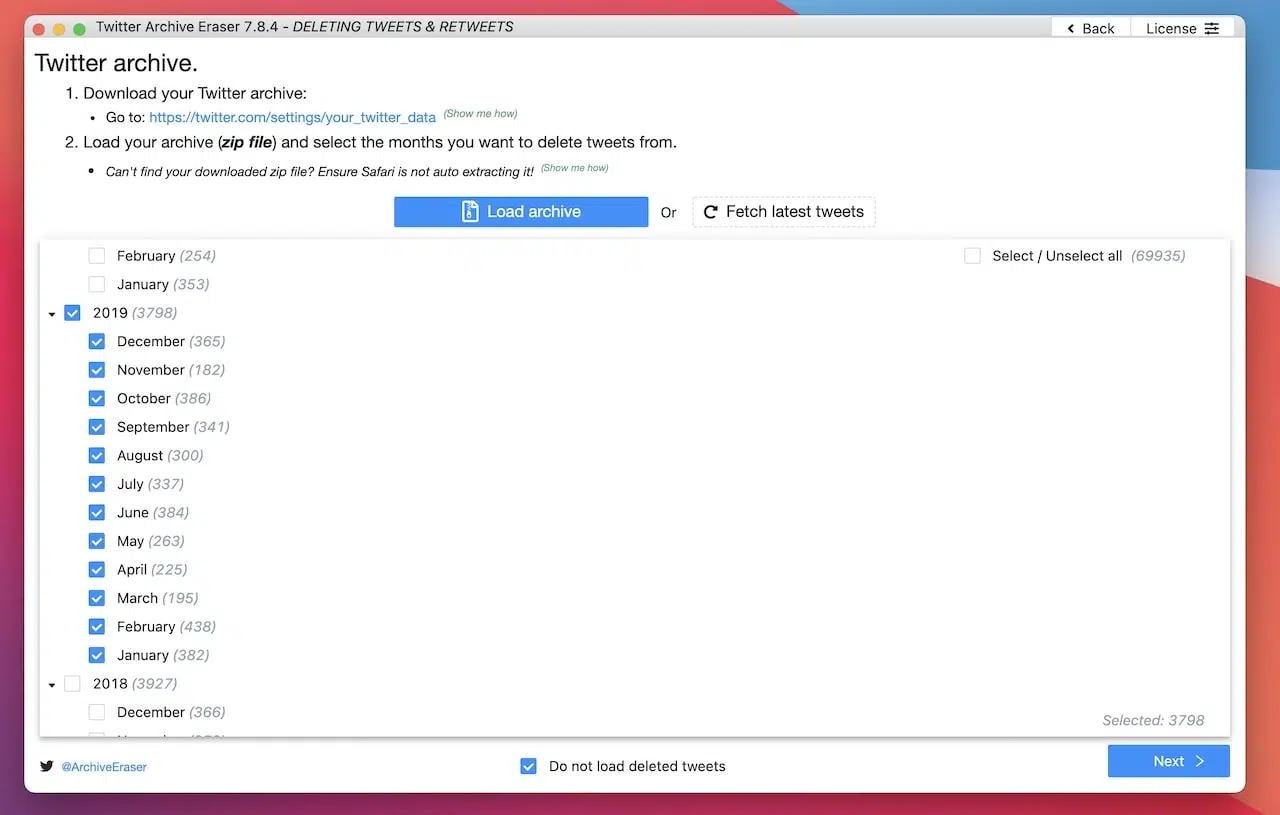 Twitter Archive Eraser 7.8.4 - DELETING TWEETS & RETWEETS
Back
License
Twitter archive.
1. Download your Twitter archive:
• Go to: https://twitter.com/settings/your_twitter_data (Show me how)
2. Load your archive (zip file) and select the months you want to delete tweets from.
• Can't find your downloaded zip file? Ensure Safari is not auto extracting it! (Show me how)
Load archive Or Fetch latest tweets
February (254)
Select / Unselect all (69935)
January (353)
2019 (3798)
December (365)
November (182)
October (386)
September (341)
August (300)
July (337)
June (384)
May (263)
April (225)
March (195)
February (438)
January (382)
2018 (3927)
December (366)
Selected: 3798
@ArchiveEraser
Do not load deleted tweets
Next